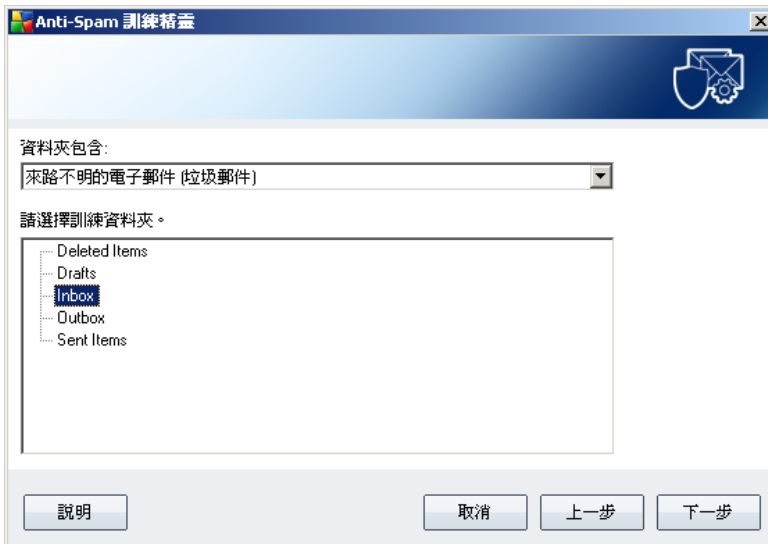 Anti-Spam 訓練精靈
資料夾包含:
來路不明的電子郵件 (垃圾郵件)
請選擇訓練資料夾。
Deleted Items
Drafts
Inbox
Outbox
Sent Items
說明 取消 上一步 下一步